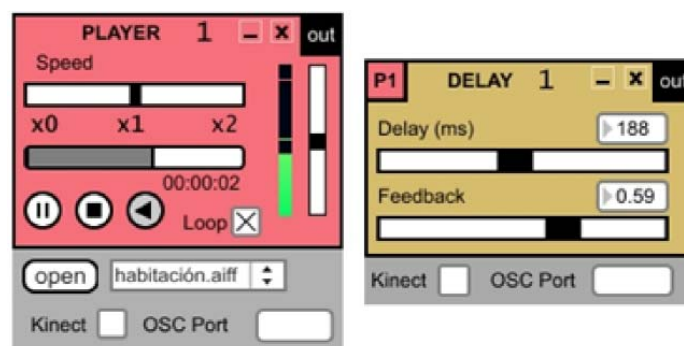 PLAYER 1 out
Speed
x0 x1 x2
00:00:02
Loop
open habitación.aiff
Kinect OSC Port
P1 DELAY 1 out
Delay (ms) 188
Feedback 0.59
Kinect OSC Port